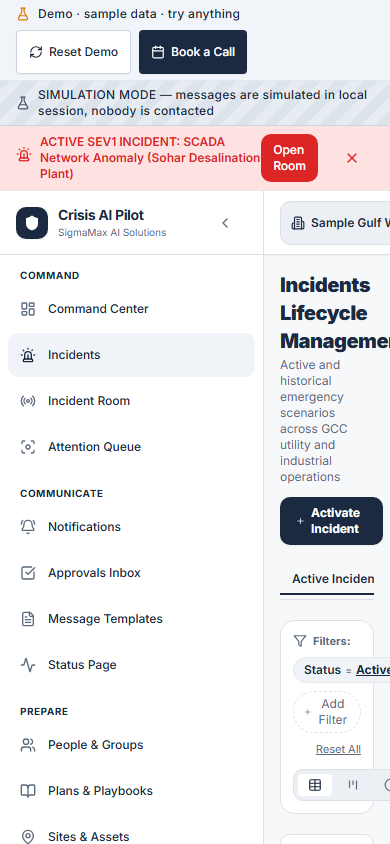 Demo · sample data · try anything
Reset Demo
Book a Call
SIMULATION MODE — messages are simulated in local
session, nobody is contacted
ACTIVE SEV1 INCIDENT: SCADA
Network Anomaly (Sohar Desalination
Plant)
Open
Room
Crisis AI Pilot
SigmaMax AI Solutions
Sample Gulf W
COMMAND
Command Center
Incidents
Incident Room
Attention Queue
COMMUNICATE
Notifications
Approvals Inbox
Message Templates
Status Page
PREPARE
People & Groups
Plans & Playbooks
Sites & Assets
Incidents
Lifecycle
Managemen
Active and
historical
emergency
scenarios
across GCC
utility and
industrial
operations
+ Activate
Incident
Active Inciden
Filters:
Status = Active
+ Add
Filter
Reset All